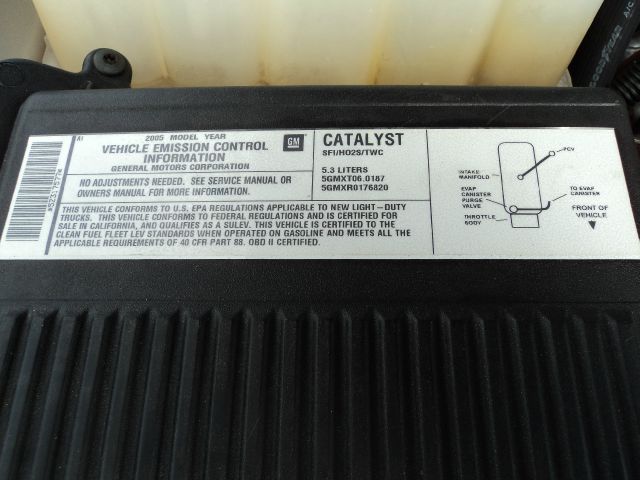 AI
2005 MODEL YEAR
VEHICLE EMISSION CONTROL
INFORMATION
GENERAL MOTORS CORPORATION
GM
NO ADJUSTMENTS NEEDED. SEE SERVICE MANUAL OR
OWNERS MANUAL FOR MORE INFORMATION.
CATALYST
SFI/HO2S/TWC
5.3 LITERS
5GMXT06.0187
5GMXR0176820
THIS VEHICLE CONFORMS TO U.S. EPA REGULATIONS APPLICABLE TO NEW LIGHT-DUTY
TRUCKS. THIS VEHICLE CONFORMS TO FEDERAL REGULATIONS AND IS CERTIFIED FOR
SALE IN CALIFORNIA, AND QUALIFIES AS A SULEV. THIS VEHICLE IS CERTIFIED TO THE
CLEAN FUEL FLEET LEV STANDARDS WHEN OPERATED ON GASOLINE AND MEETS ALL THE
APPLICABLE REQUIREMENTS OF 40 CFR PART 88. OBD II CERTIFIED.
PCV
INTAKE
MANIFOLD
EVAP
CANISTER
PURGE
VALVE
THROTTLE
BODY
TO EVAP
CANISTER
FRONT OF
VEHICLE
GOODYEAR
A/C